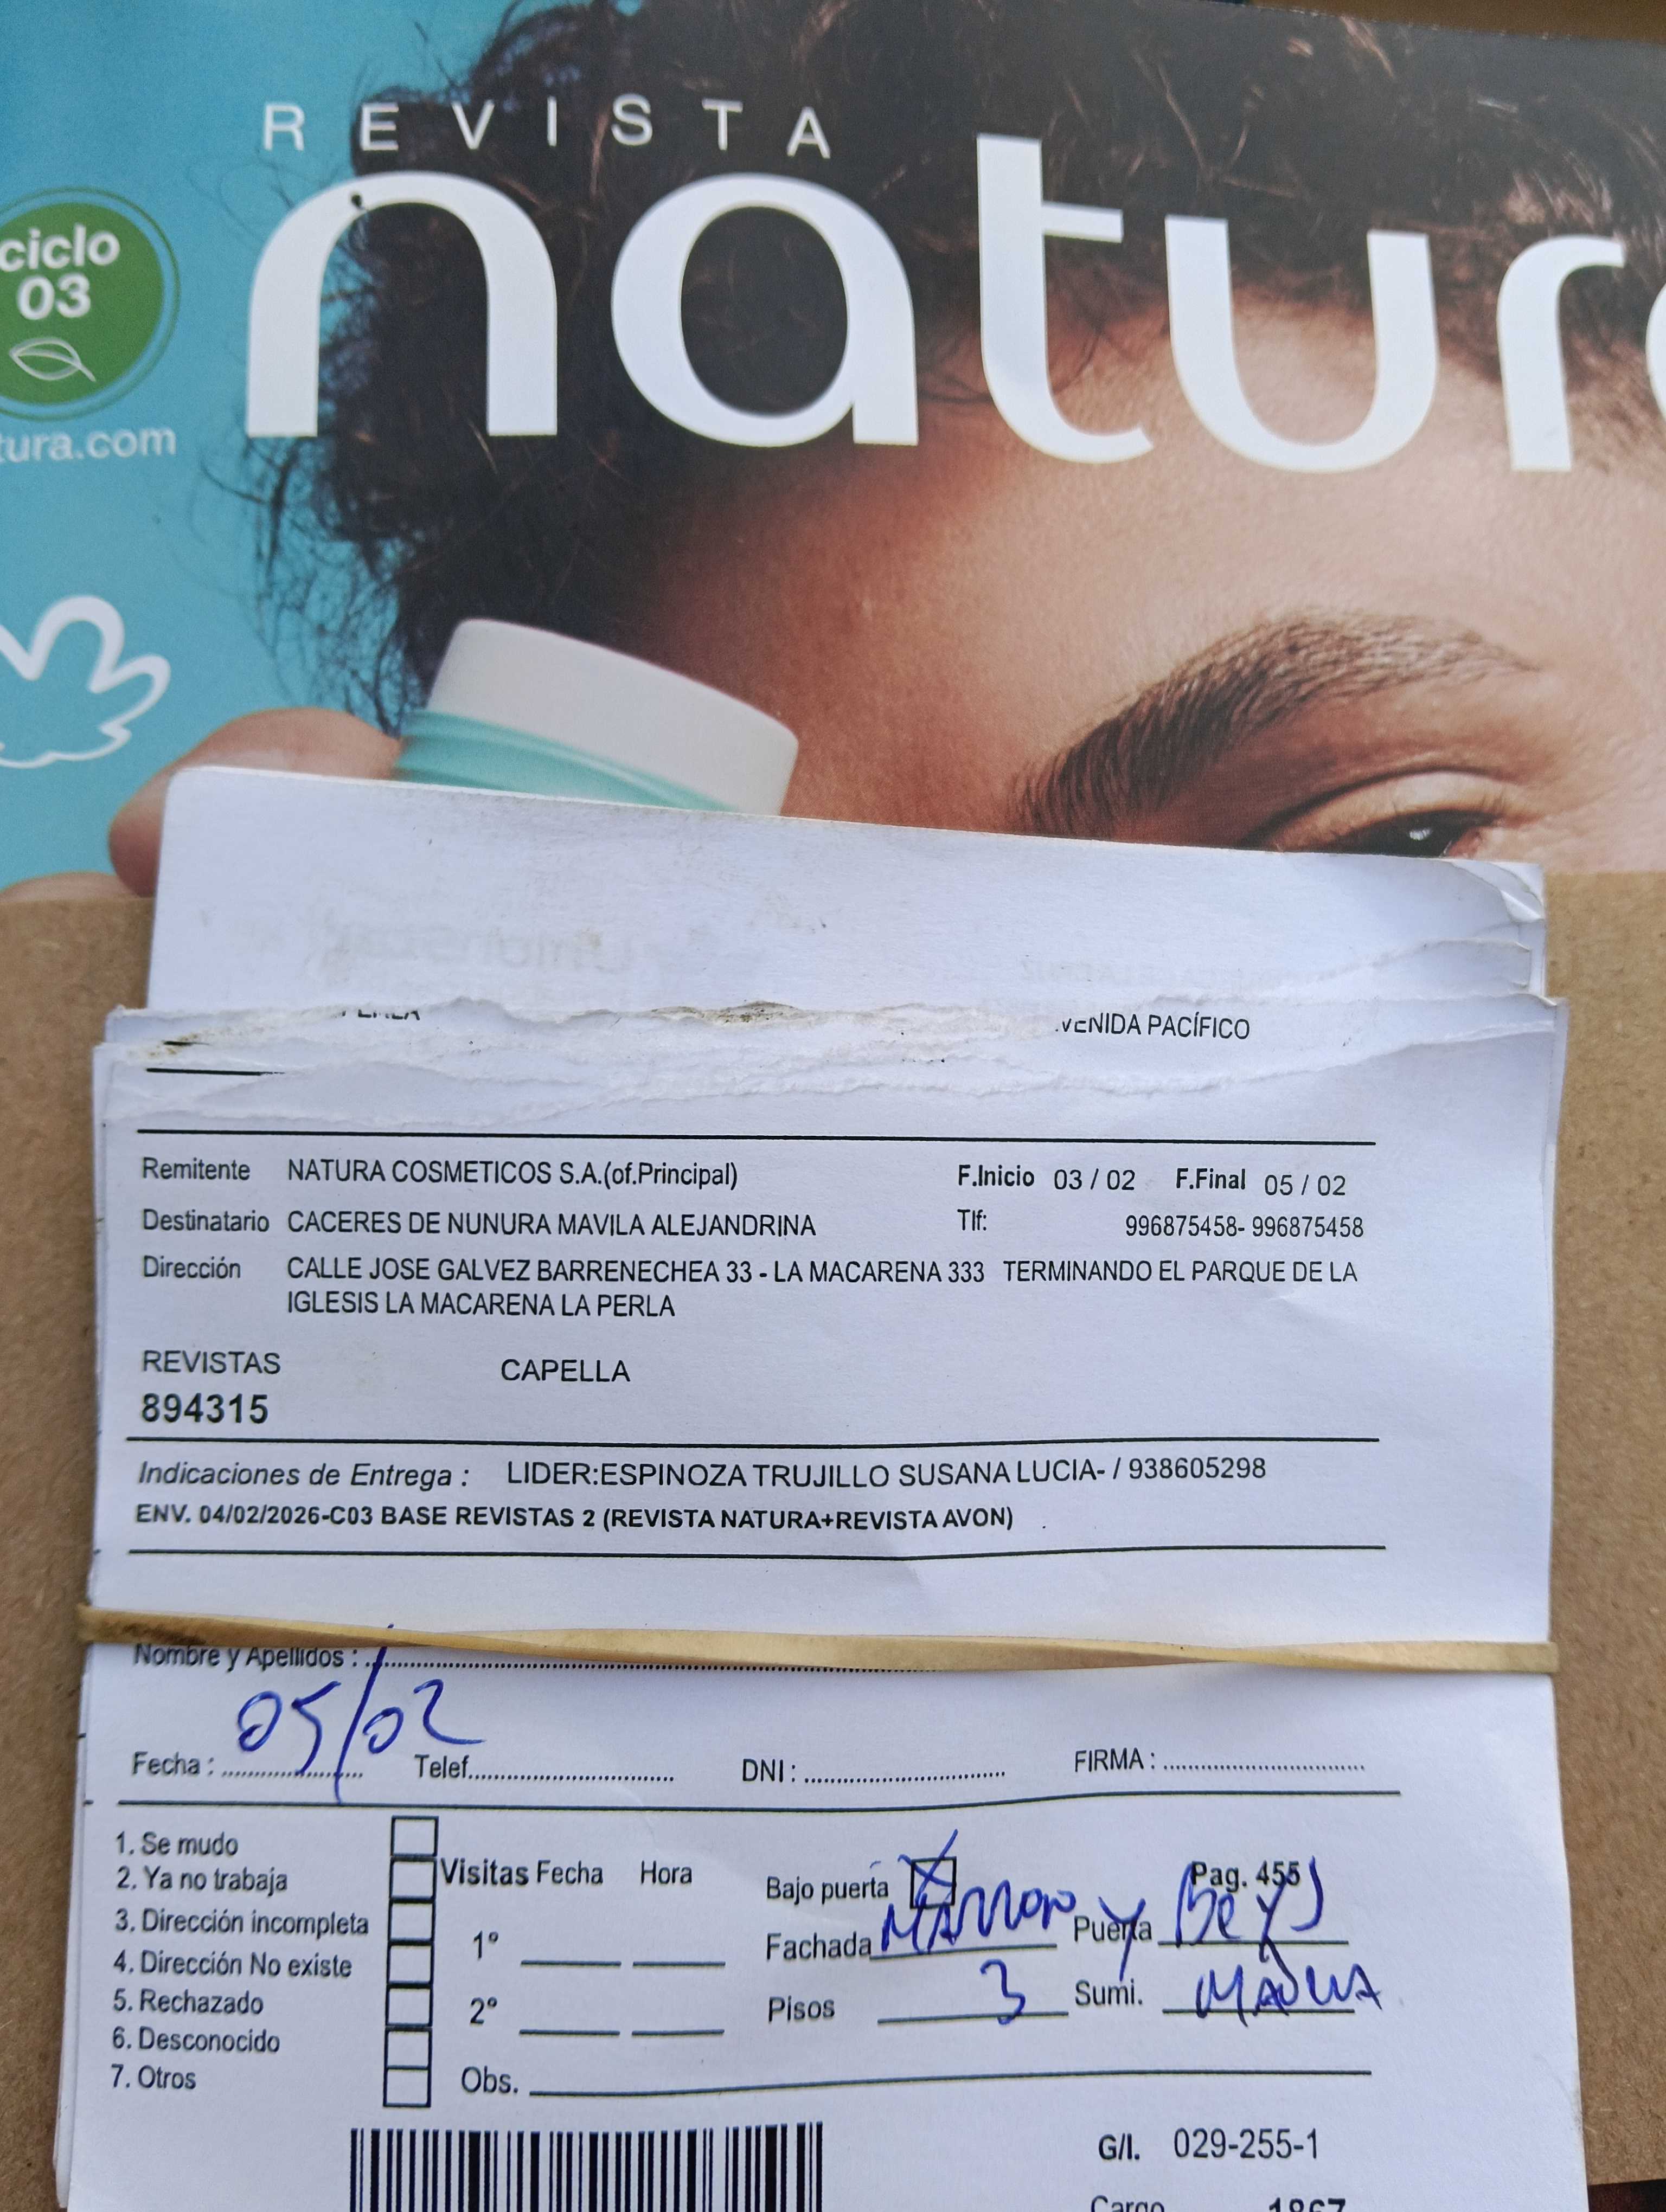 REVISTA
natur
ciclo
03
tura.com
VENIDA PACÍFICO
Remitente NATURA COSMETICOS S.A.(of.Principal) F.Inicio 03 / 02 F.Final 05 / 02
Destinatario CACERES DE NUNURA MAVILA ALEJANDRINA Tlf: 996875458- 996875458
Dirección CALLE JOSE GALVEZ BARRENECHEA 33 - LA MACARENA 333 TERMINANDO EL PARQUE DE LA
IGLESIS LA MACARENA LA PERLA
REVISTAS CAPELLA
894315
Indicaciones de Entrega : LIDER:ESPINOZA TRUJILLO SUSANA LUCIA- / 938605298
ENV. 04/02/2026-C03 BASE REVISTAS 2 (REVISTA NATURA+REVISTA AVON)
Nombre y Apellidos :
Fecha : 05/02 Telef. DNI : FIRMA :
1. Se mudo
2. Ya no trabaja
3. Dirección incompleta
4. Dirección No existe
5. Rechazado
6. Desconocido
7. Otros
Visitas Fecha Hora
1º
2º
Obs.
Bajo puerta X Pag. 455
Fachada Marron Puerta
Pisos 3 Sumi.
G/I. 029-255-1
Cargo 1867